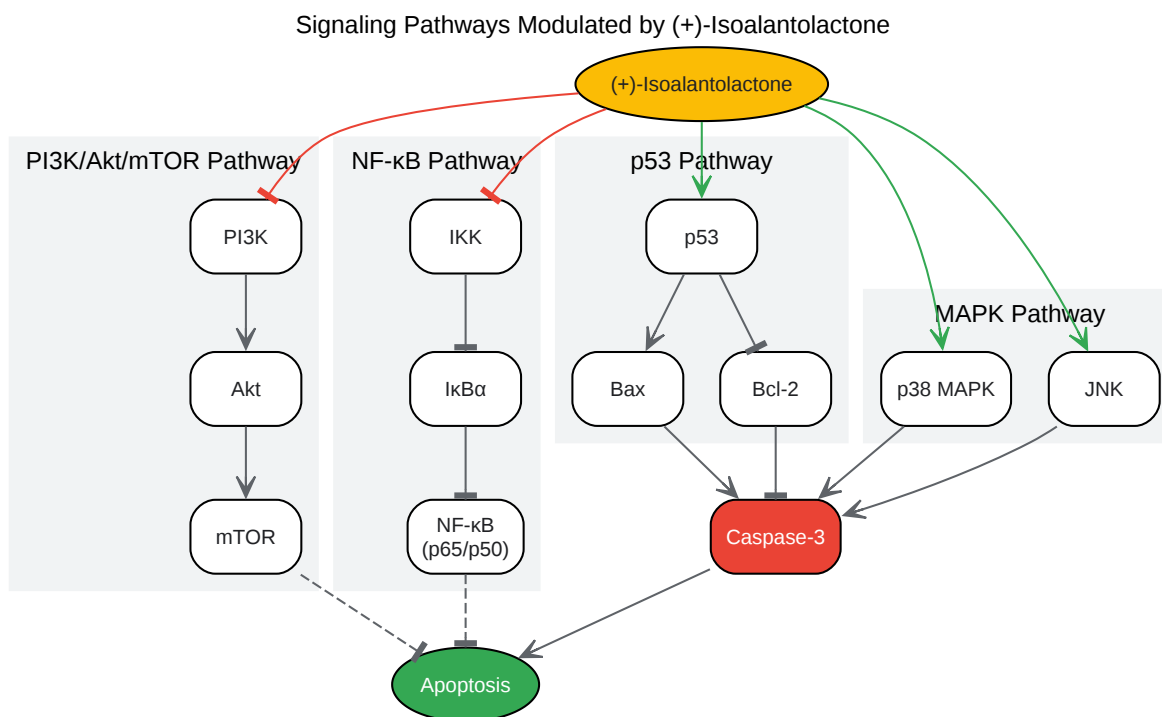 Signaling Pathways Modulated by (+)-Isoalantolactone
(+)-Isoalantolactone
PI3K/Akt/mTOR Pathway
NF-κB Pathway
p53 Pathway
PI3K
IKK
p53
MAPK Pathway
Akt
IκBα
Bax
Bcl-2
p38 MAPK
JNK
mTOR
NF-κB
(p65/p50)
Caspase-3
Apoptosis